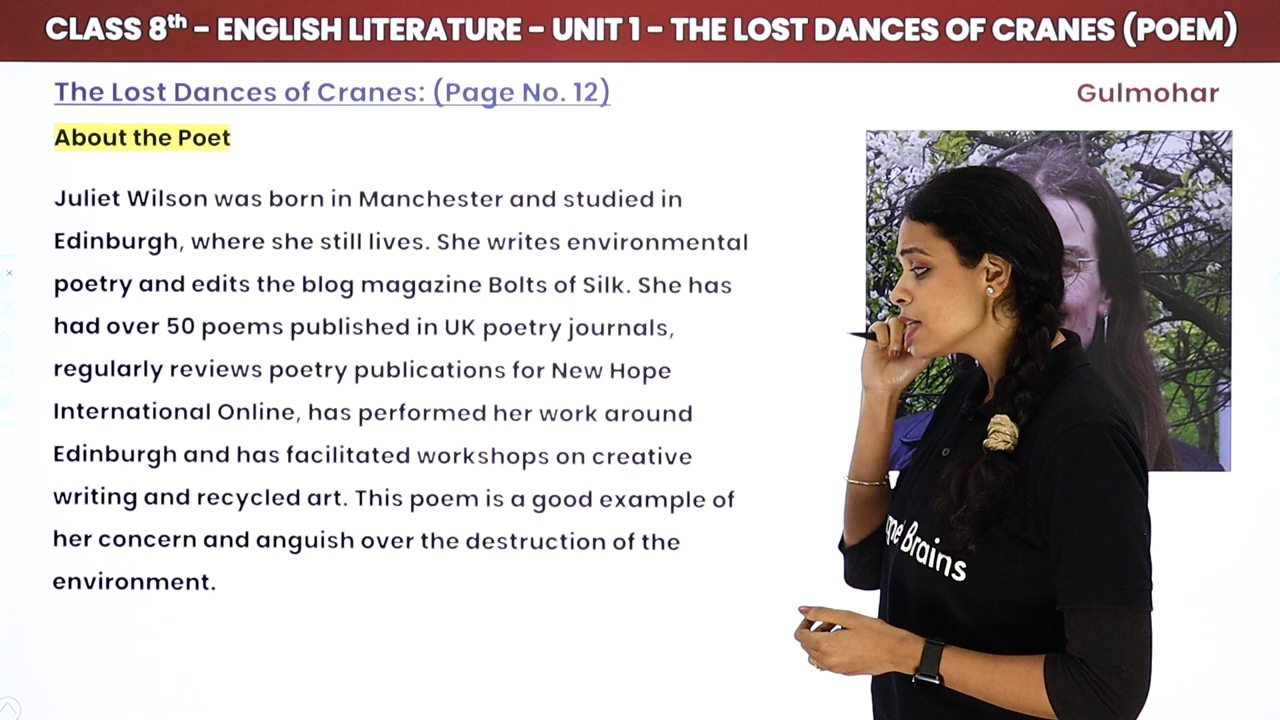 CLASS 8th – ENGLISH LITERATURE – UNIT 1 – THE LOST DANCES OF CRANES (POEM)
The Lost Dances of Cranes: (Page No. 12)
Gulmohar
About the Poet
Juliet Wilson was born in Manchester and studied in
Edinburgh, where she still lives. She writes environmental
poetry and edits the blog magazine Bolts of Silk. She has
had over 50 poems published in UK poetry journals,
regularly reviews poetry publications for New Hope
International Online, has performed her work around
Edinburgh and has facilitated workshops on creative
writing and recycled art. This poem is a good example of
her concern and anguish over the destruction of the
environment.
Brains